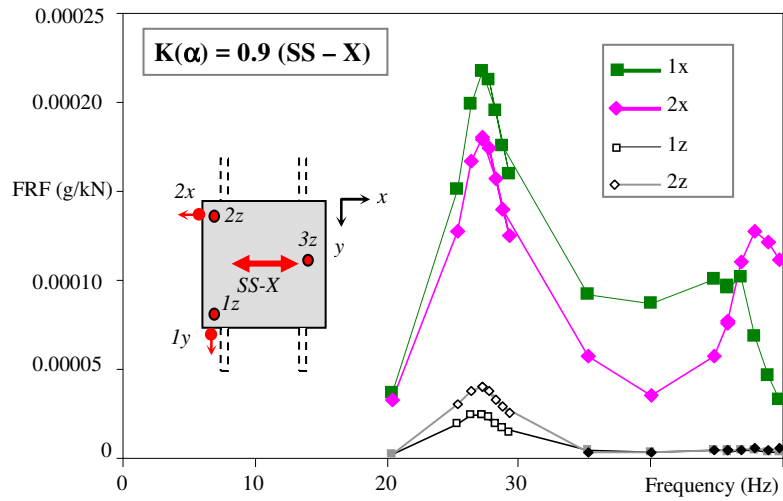 0.00025
K(α) = 0.9 (SS – X)
1x
2x
1z
2z
0.00020
FRF (g/kN)
0.00010
0.00005
0
2x
2z
x
y
3z
SS-X
1z
1y
0
10
20
30
Frequency (Hz)